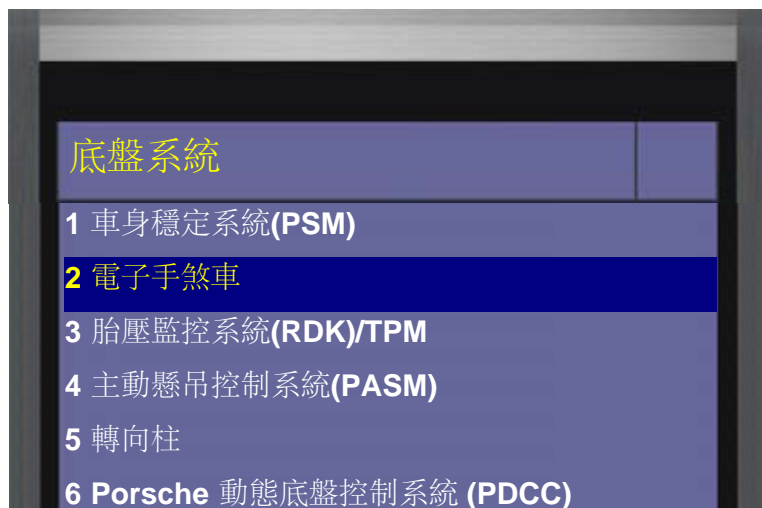 底盤系統
1 車身穩定系統(PSM)
2 電子手煞車
3 胎壓監控系統(RDK)/TPM
4 主動懸吊控制系統(PASM)
5 轉向柱
6 Porsche 動態底盤控制系統 (PDCC)